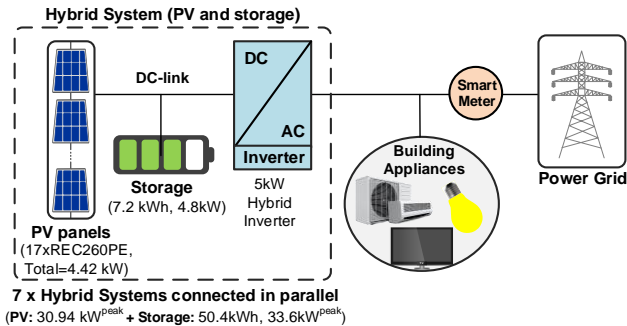 Hybrid System (PV and storage)
DC-link
DC
AC
Inverter
Smart
Meter
Storage
(7.2 kWh, 4.8kW)
5kW
Hybrid
Inverter
Building
Appliances
Power Grid
PV panels
(17xREC260PE,
Total=4.42 kW)
7 x Hybrid Systems connected in parallel
(PV: 30.94 kWpeak + Storage: 50.4kWh, 33.6kWpeak)